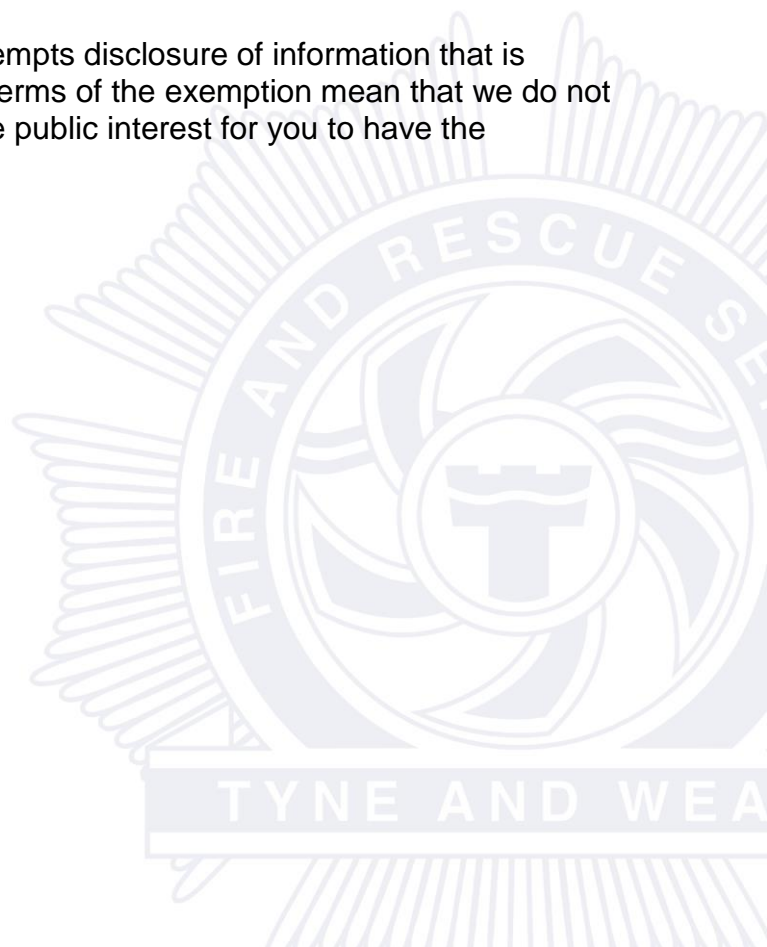 empts disclosure of information that is
erms of the exemption mean that we do not
e public interest for you to have the
FIRE AND RESCUE SE
TYNE AND WEA